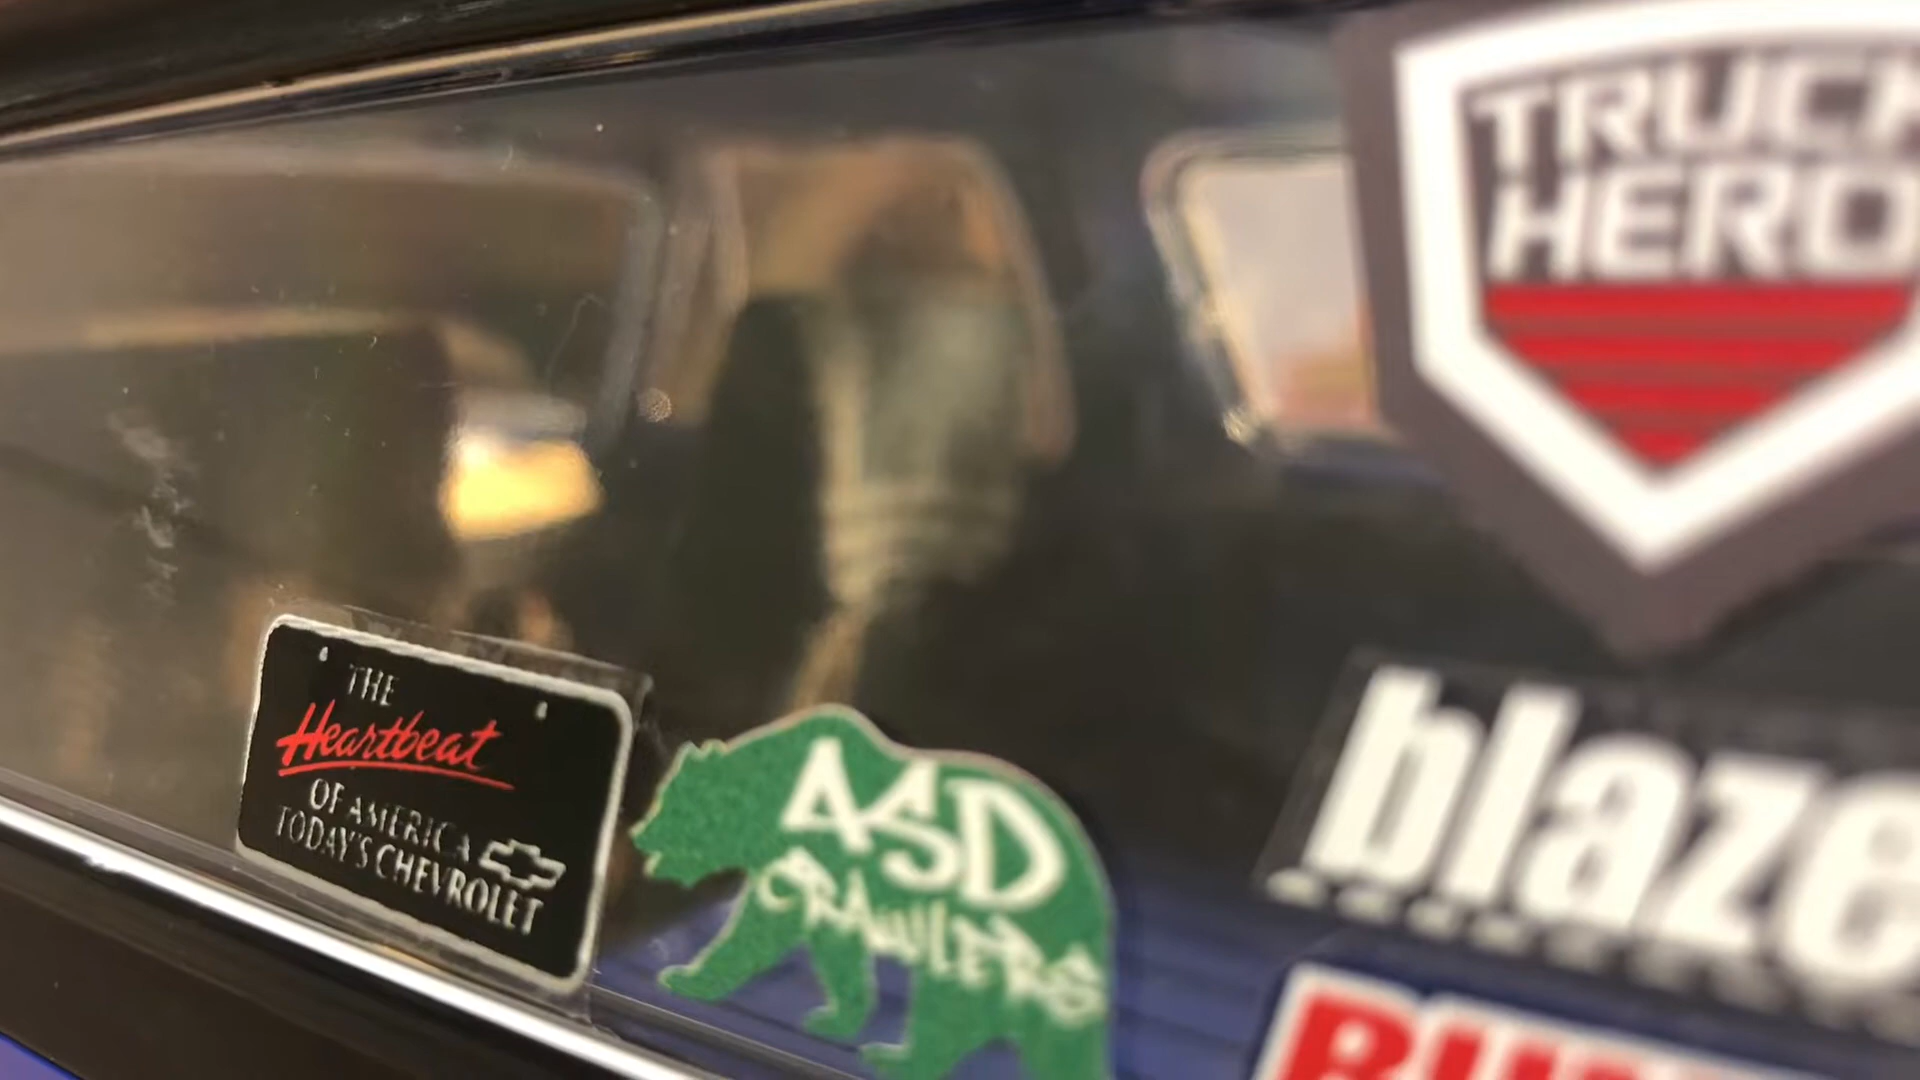 TRUCK
HERO
THE
Heartbeat
OF AMERICA
TODAY'S CHEVROLET
ASD
CRAWLERS
blaze